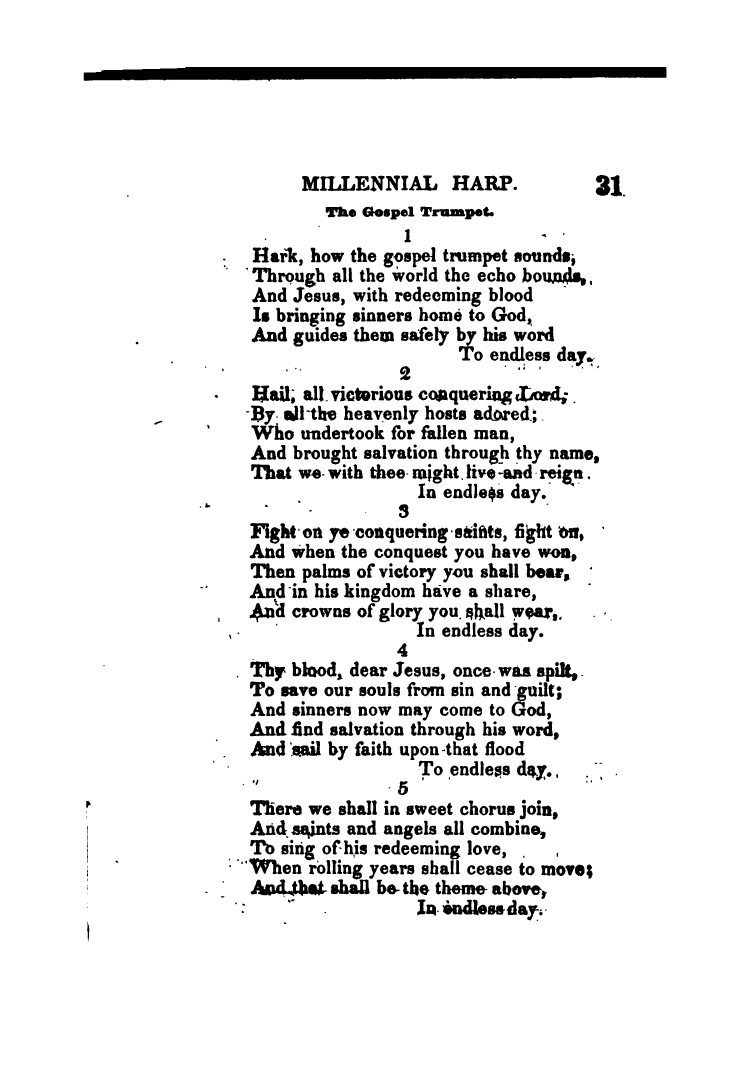 MILLENNIAL HARP. 31
The Gospel Trumpet.
1
Hark, how the gospel trumpet sounds,
Through all the world the echo bounds,
And Jesus, with redeeming blood
Is bringing sinners home to God,
And guides them safely by his word
To endless day.
2
Hail, all victorious conquering Lord,
By all the heavenly hosts adored;
Who undertook for fallen man,
And brought salvation through thy name,
That we with thee might live and reign.
In endless day.
3
Fight on ye conquering saints, fight on,
And when the conquest you have won,
Then palms of victory you shall bear,
And in his kingdom have a share,
And crowns of glory you shall wear,
In endless day.
4
Thy blood, dear Jesus, once was spilt,
To save our souls from sin and guilt;
And sinners now may come to God,
And find salvation through his word,
And sail by faith upon that flood
To endless day.
5
There we shall in sweet chorus join,
And saints and angels all combine,
To sing of his redeeming love,
When rolling years shall cease to move;
And that shall be the theme above,
In endless day.